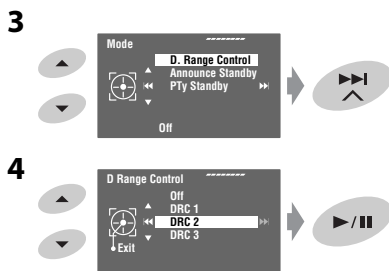 3
Mode
D. Range Control
Announce Standby
PTy Standby
Off
4
D Range Control
Off
DRC 1
DRC 2
DRC 3
Exit